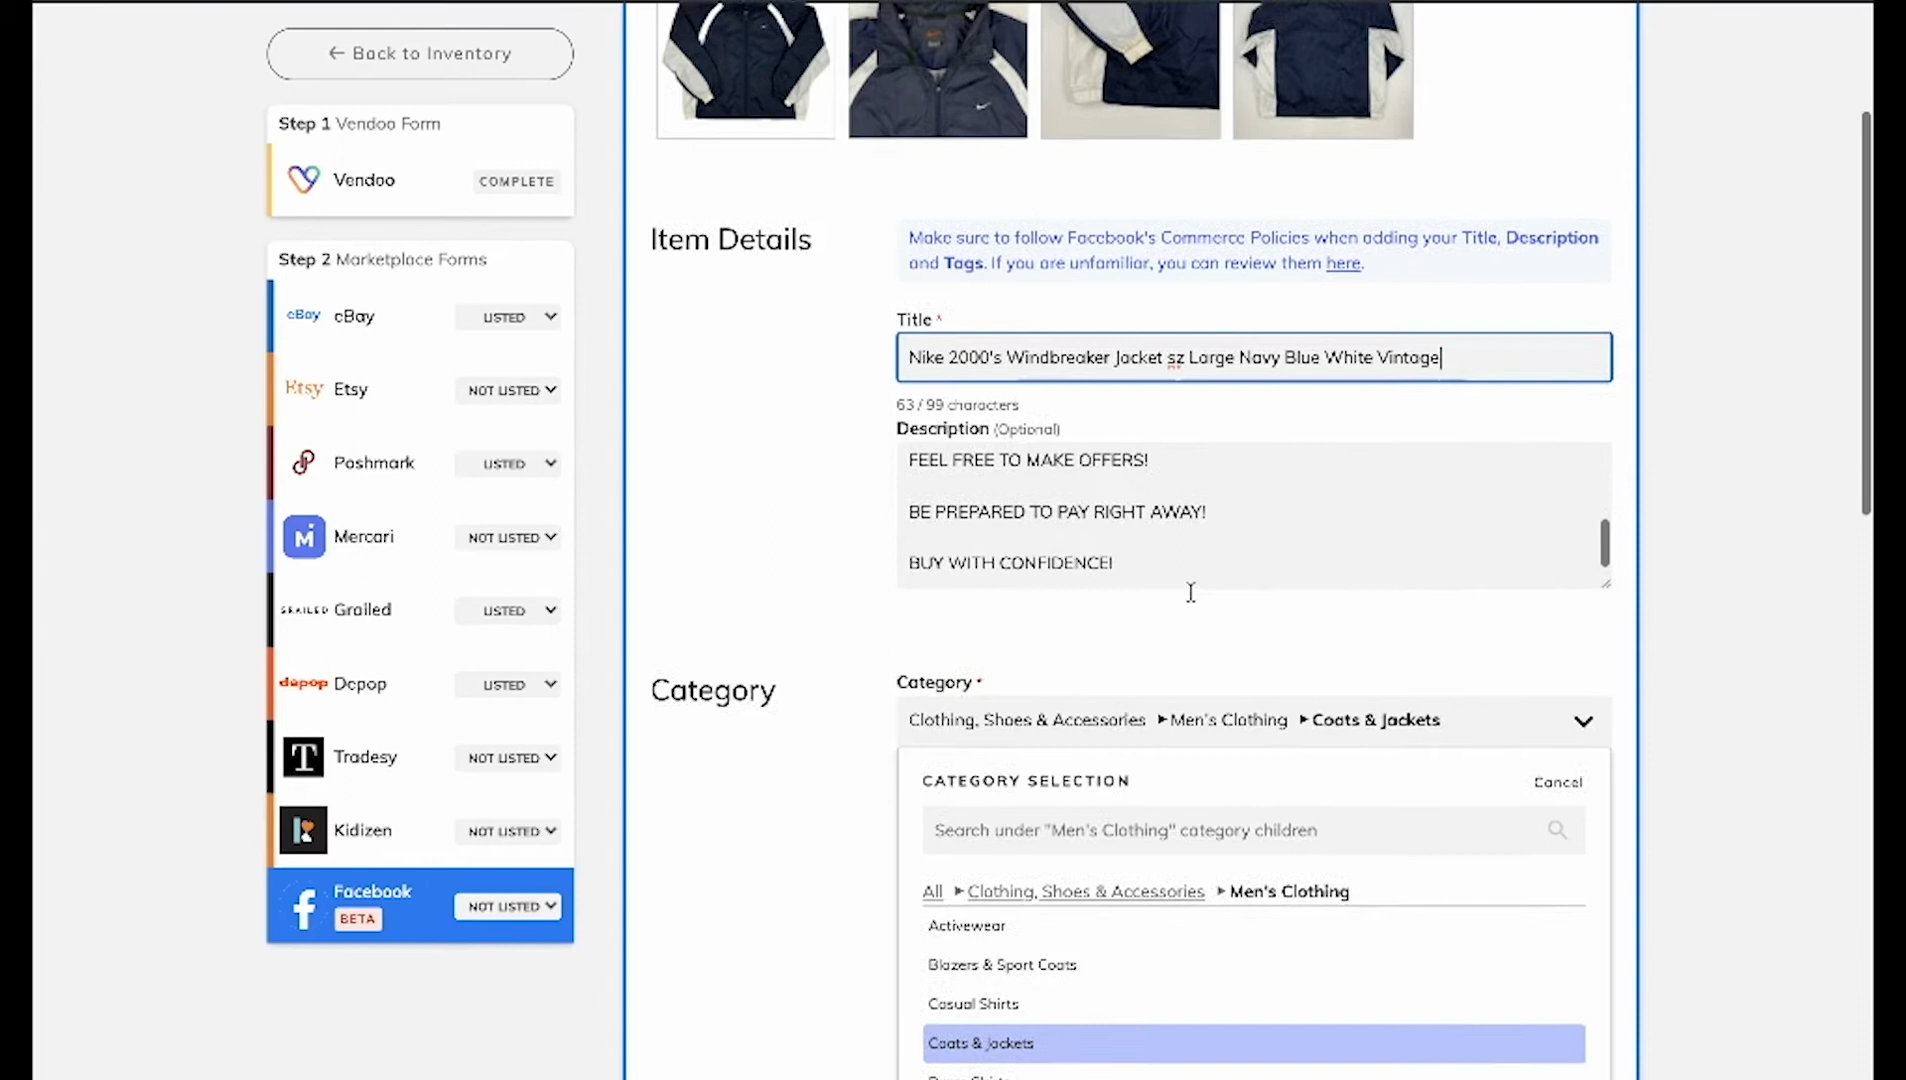 ← Back to Inventory
Step 1 Vendoo Form
Vendoo
COMPLETE
Step 2 Marketplace Forms
eBay eBay LISTED
Etsy Etsy NOT LISTED
Poshmark LISTED
M Mercari NOT LISTED
GRAILED Grailed LISTED
depop Depop LISTED
T Tradesy NOT LISTED
K Kidizen NOT LISTED
f Facebook NOT LISTED
BETA
Item Details
Make sure to follow Facebook's Commerce Policies when adding your Title, Description
and Tags. If you are unfamiliar, you can review them here.
Title *
Nike 2000's Windbreaker Jacket sz Large Navy Blue White Vintage
63 / 99 characters
Description (Optional)
FEEL FREE TO MAKE OFFERS!
BE PREPARED TO PAY RIGHT AWAY!
BUY WITH CONFIDENCE!
Category
Category *
Clothing, Shoes & Accessories ▸ Men's Clothing ▸ Coats & Jackets
CATEGORY SELECTION
Cancel
Search under "Men's Clothing" category children
All ▸ Clothing, Shoes & Accessories ▸ Men's Clothing
Activewear
Blazers & Sport Coats
Casual Shirts
Coats & Jackets